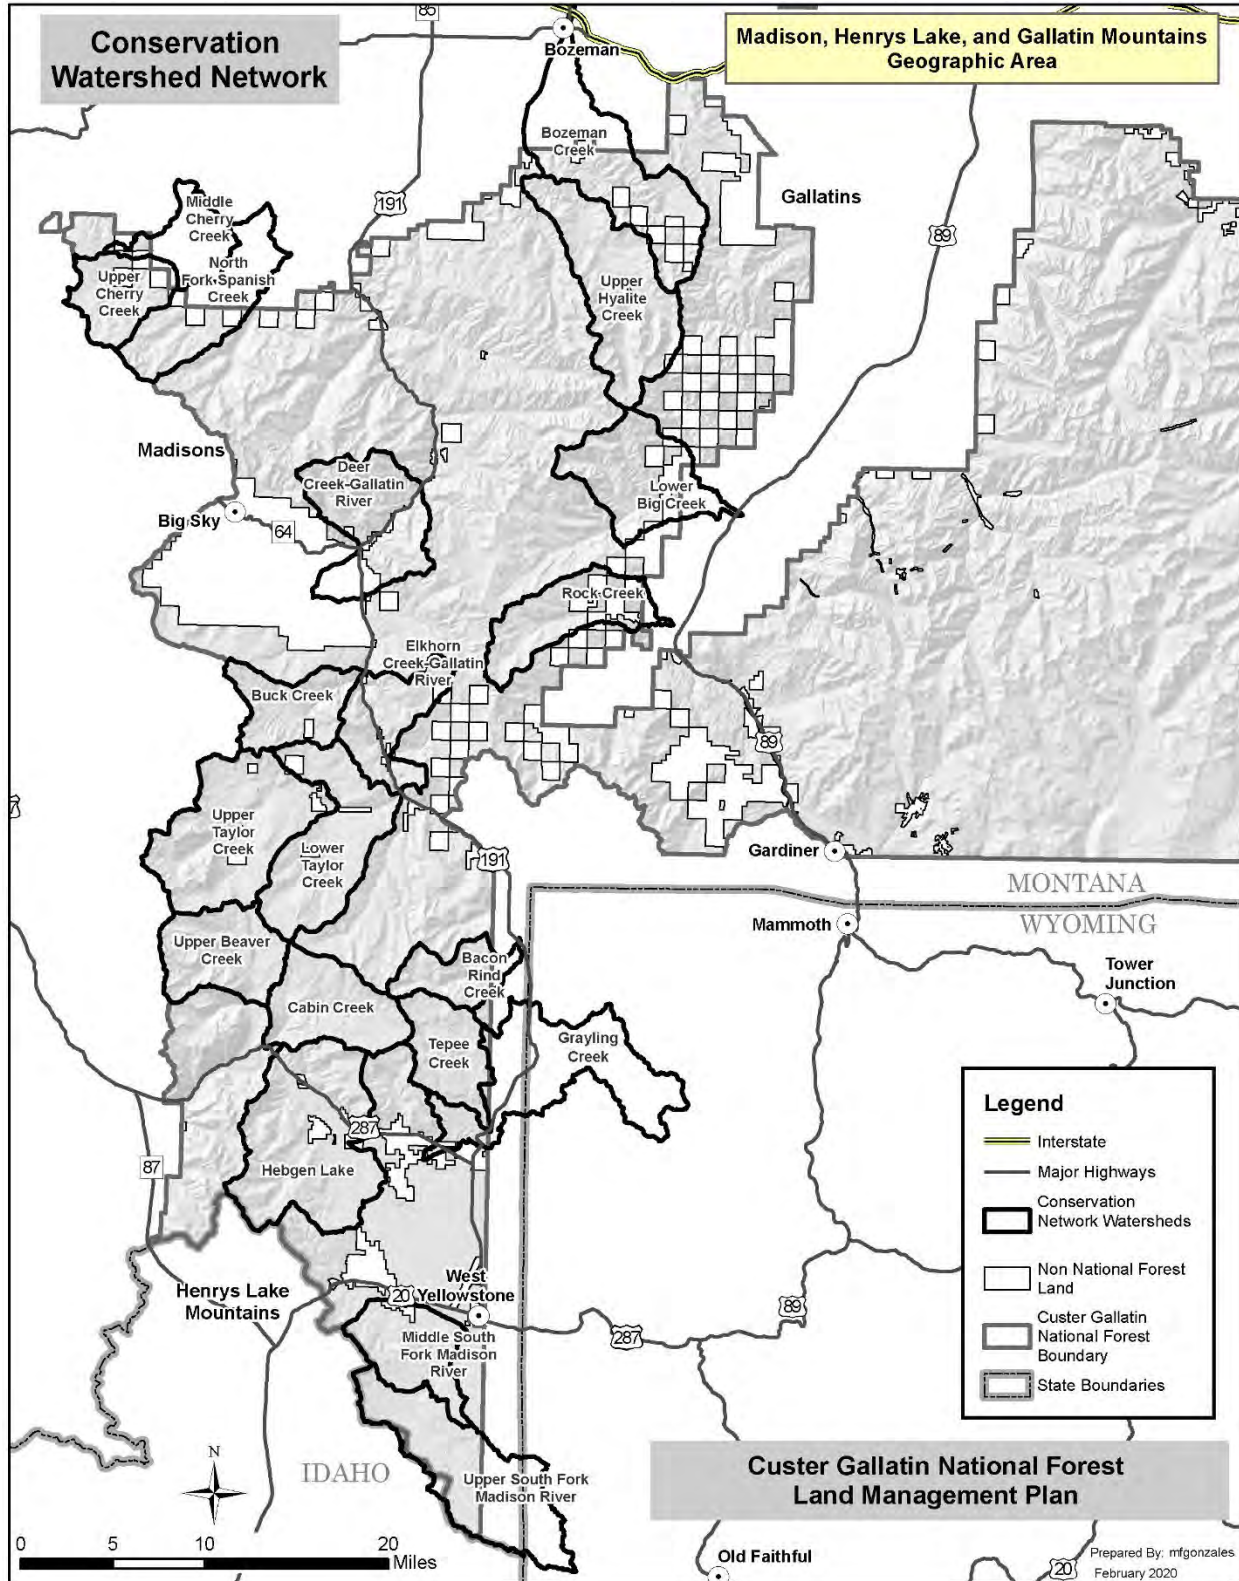 85
Conservation
Watershed Network
Bozeman
Madison, Henrys Lake, and Gallatin Mountains
Geographic Area
Bozeman
Creek
191
Gallatins
89
Middle
Cherry
Creek
North
Fork-Spanish
Creek
Upper
Cherry
Creek
Upper
Hyalite
Creek
Madisons
Deer
Creek-Gallatin
River
Lower
Big Creek
Big Sky
64
Rock Creek
Elkhorn
Creek-Gallatin
River
Buck Creek
89
Upper
Taylor
Creek
Lower
Taylor
Creek
191
Gardiner
MONTANA
WYOMING
Mammoth
Upper Beaver
Creek
Bacon
Rind
Creek
Tower
Junction
Cabin Creek
Tepee
Creek
Grayling
Creek
287
Hebgen Lake
87
Legend
Interstate
Major Highways
Conservation
Network Watersheds
Non National Forest
Land
Custer Gallatin
National Forest
Boundary
State Boundaries
Henrys Lake
Mountains
20
West
Yellowstone
89
287
Middle South
Fork Madison
River
N
IDAHO
Upper South Fork
Madison River
Custer Gallatin National Forest
Land Management Plan
0 5 10 20
Miles
Old Faithful
20
Prepared By: mfgonzales
February 2020